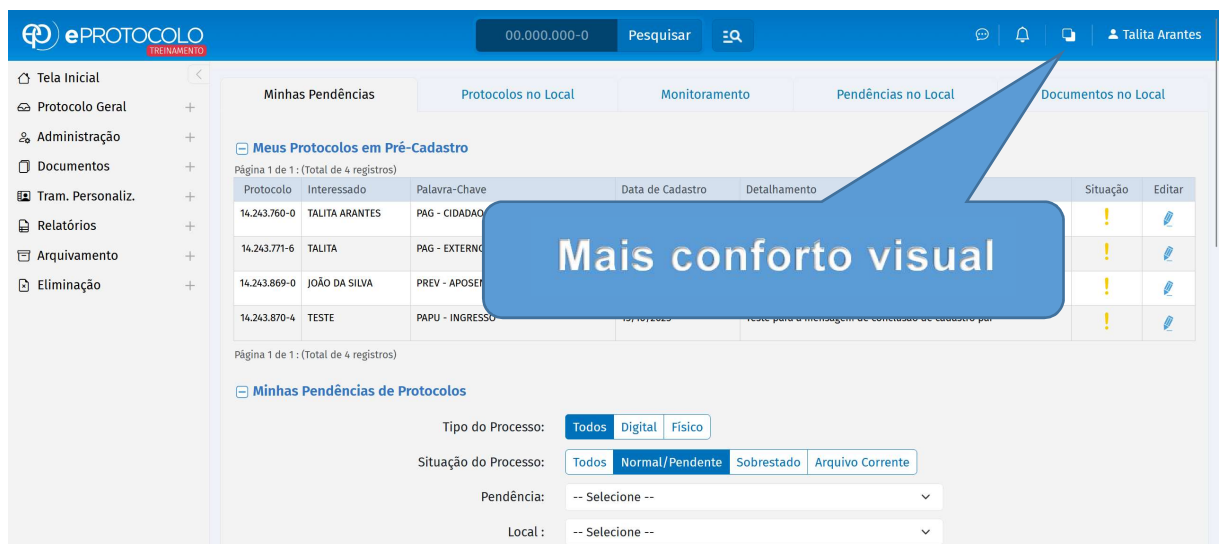 ePROTOCOLO
TREINAMENTO
00.000.000-0 Pesquisar
Talita Arantes
Tela Inicial
Protocolo Geral
Administração
Documentos
Tram. Personaliz.
Relatórios
Arquivamento
Eliminação
Minhas Pendências Protocolos no Local Monitoramento Pendências no Local Documentos no Local
Meus Protocolos em Pré-Cadastro
Página 1 de 1 : (Total de 4 registros)
Protocolo Interessado Palavra-Chave Data de Cadastro Detalhamento Situação Editar
14.243.760-0 TALITA ARANTES PAG - CIDADAO
14.243.771-6 TALITA PAG - EXTERNO
14.243.869-0 JOÃO DA SILVA PREV - APOSEN
14.243.870-4 TESTE PAPU - INGRESSO 15/10/2025 Teste para a mensagem de conclusão de cadastro par
Mais conforto visual
Página 1 de 1 : (Total de 4 registros)
Minhas Pendências de Protocolos
Tipo do Processo: Todos Digital Físico
Situação do Processo: Todos Normal/Pendente Sobrestado Arquivo Corrente
Pendência: -- Selecione --
Local : -- Selecione --